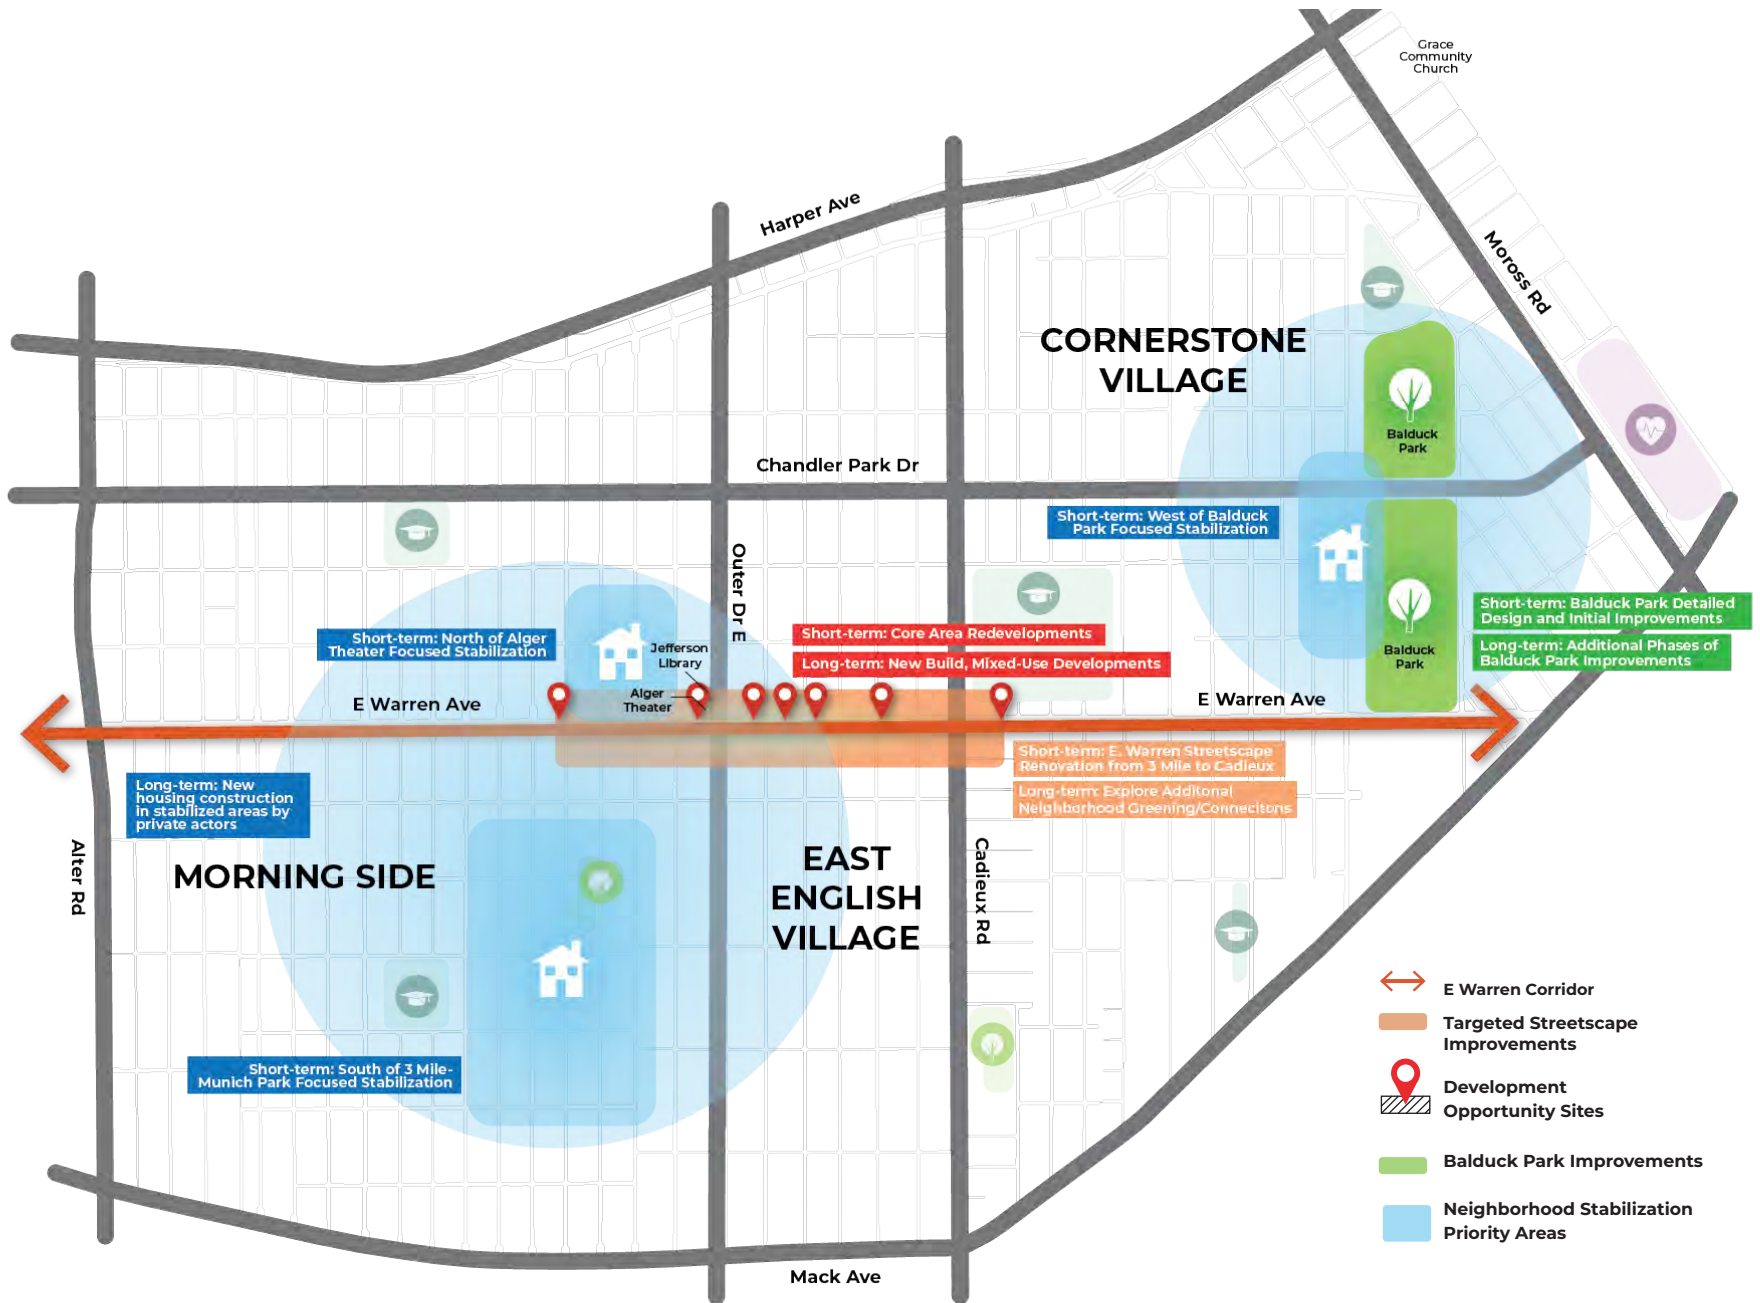 Grace
Community
Church
Harper Ave
Moross Rd
CORNERSTONE
VILLAGE
Balduck
Park
Chandler Park Dr
Short-term: West of Balduck
Park Focused Stabilization
Outer Dr E
Short-term: Balduck Park Detailed
Design and Initial Improvements
Long-term: Additional Phases of
Balduck Park Improvements
Short-term: North of Alger
Theater Focused Stabilization
Jefferson
Library
Short-term: Core Area Redevelopments
Long-term: New Build, Mixed-Use Developments
Balduck
Park
Alger
Theater
E Warren Ave
E Warren Ave
Short-term: E. Warren Streetscape
Renovation from 3 Mile to Cadieux
Long-term: Explore Additonal
Neighborhood Greening/Connecitons
Long-term: New
housing construction
in stabilized areas by
private actors
Alter Rd
MORNING SIDE
EAST
ENGLISH
VILLAGE
Cadieux Rd
Short-term: South of 3 Mile-
Munich Park Focused Stabilization
Mack Ave
E Warren Corridor
Targeted Streetscape
Improvements
Development
Opportunity Sites
Balduck Park Improvements
Neighborhood Stabilization
Priority Areas